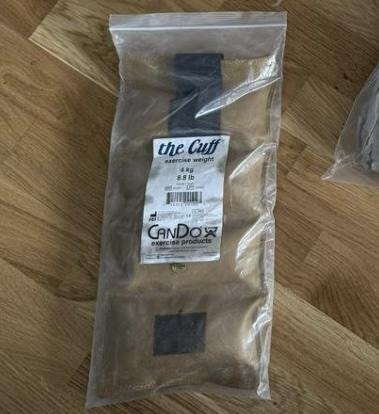 the Cuff
exercise weight
4 kg
8.8 lb
CANDO
exercise products